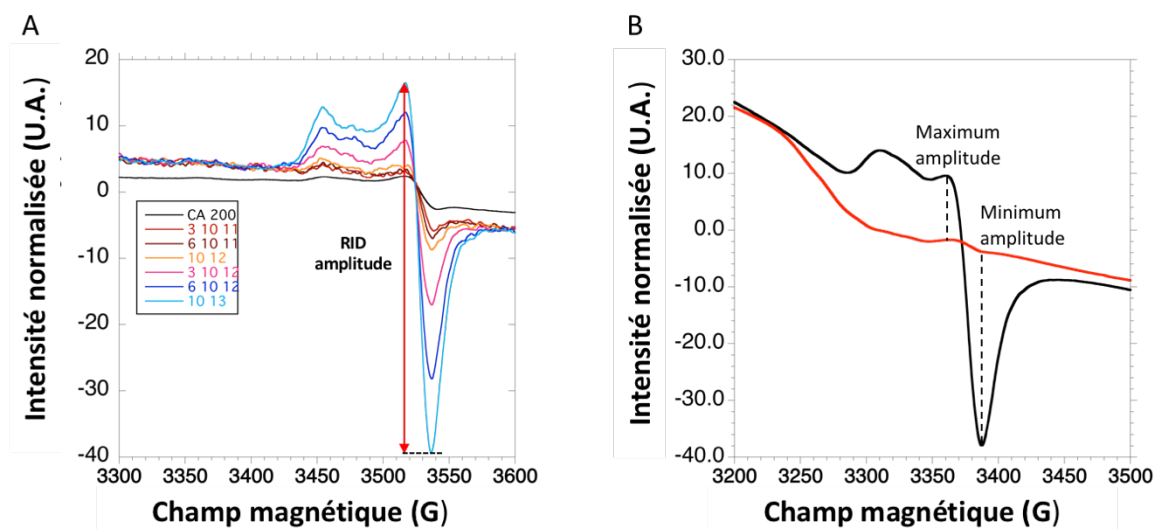 A
Intensité normalisée (U.A.)
20
10
0
-10
-20
-30
-40
CA 200
3 10 11
6 10 11
10 12
3 10 12
6 10 12
10 13
RID
amplitude
3300 3350 3400 3450 3500 3550 3600
Champ magnétique (G)
B
Intensité normalisée (U.A.)
30.0
20.0
10.0
0.0
-10.0
-20.0
-30.0
-40.0
Maximum
amplitude
Minimum
amplitude
3200 3250 3300 3350 3400 3450 3500
Champ magnétique (G)